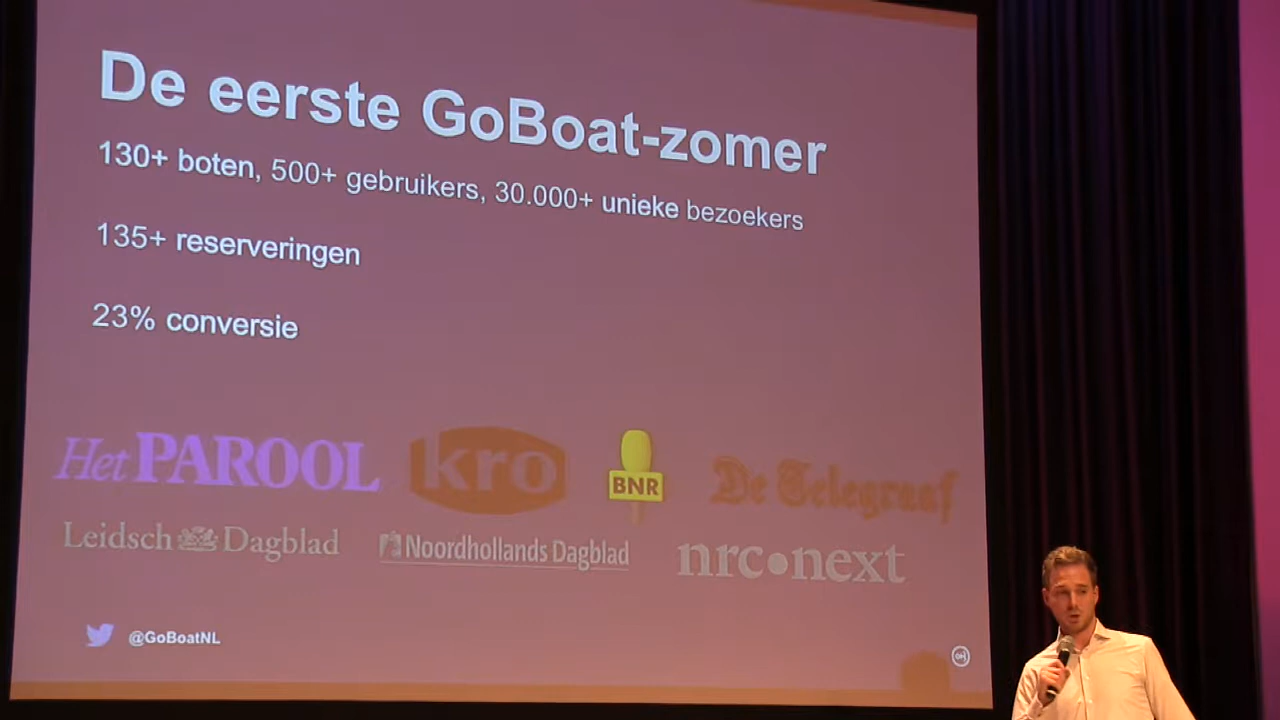 De eerste GoBoat-zomer
130+ boten, 500+ gebruikers, 30.000+ unieke bezoekers
135+ reserveringen
23% conversie
Het PAROOL kro BNR De Telegraaf
Leidsch Dagblad Noordhollands Dagblad nrc•next
@GoBoatNL